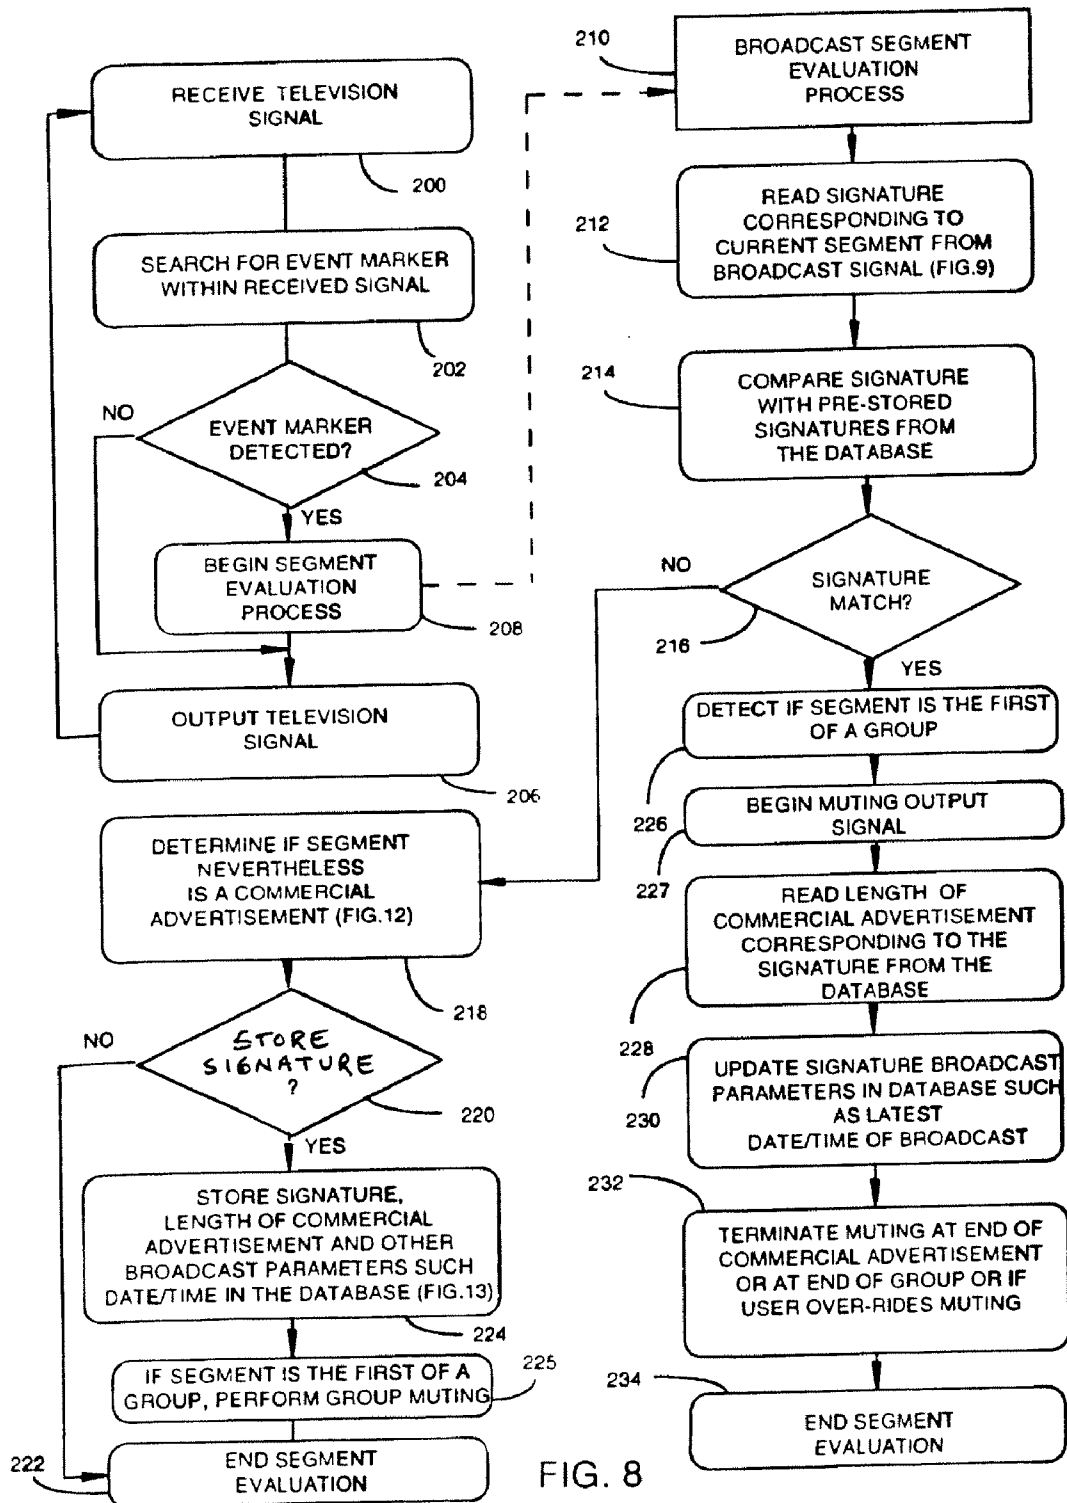 RECEIVE TELEVISION
SIGNAL
200
SEARCH FOR EVENT MARKER
WITHIN RECEIVED SIGNAL
202
NO
EVENT MARKER
DETECTED?
204
YES
BEGIN SEGMENT
EVALUATION
PROCESS
208
OUTPUT TELEVISION
SIGNAL
206
DETERMINE IF SEGMENT
NEVERTHELESS
IS A COMMERCIAL
ADVERTISEMENT (FIG.12)
218
NO
STORE
SIGNATURE
?
220
YES
STORE SIGNATURE,
LENGTH OF COMMERCIAL
ADVERTISEMENT AND OTHER
BROADCAST PARAMETERS SUCH
DATE/TIME IN THE DATABASE (FIG.13)
224
IF SEGMENT IS THE FIRST OF A
GROUP, PERFORM GROUP MUTING
225
222
END SEGMENT
EVALUATION
210
BROADCAST SEGMENT
EVALUATION
PROCESS
212
READ SIGNATURE
CORRESPONDING TO
CURRENT SEGMENT FROM
BROADCAST SIGNAL (FIG.9)
214
COMPARE SIGNATURE
WITH PRE-STORED
SIGNATURES FROM
THE DATABASE
NO
SIGNATURE
MATCH?
216
YES
DETECT IF SEGMENT IS THE FIRST
OF A GROUP
226
BEGIN MUTING OUTPUT
SIGNAL
227
READ LENGTH OF
COMMERCIAL ADVERTISEMENT
CORRESPONDING TO THE
SIGNATURE FROM THE
DATABASE
228
UPDATE SIGNATURE BROADCAST
PARAMETERS IN DATABASE SUCH
AS LATEST
DATE/TIME OF BROADCAST
230
232
TERMINATE MUTING AT END OF
COMMERCIAL ADVERTISEMENT
OR AT END OF GROUP OR IF
USER OVER-RIDES MUTING
234
END SEGMENT
EVALUATION
FIG. 8